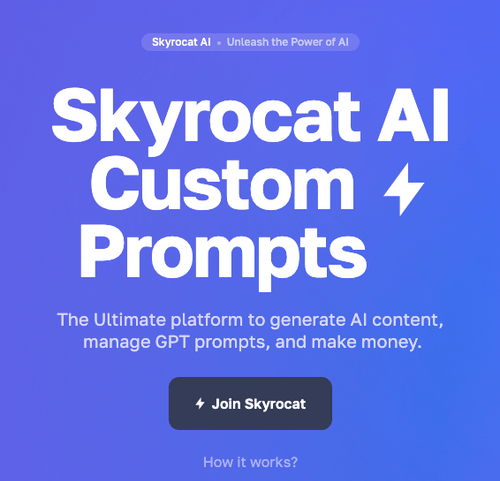 Skyrocat AI • Unleash the Power of AI
Skyrocat AI
Custom
Prompts
The Ultimate platform to generate AI content,
manage GPT prompts, and make money.
Join Skyrocat
How it works?